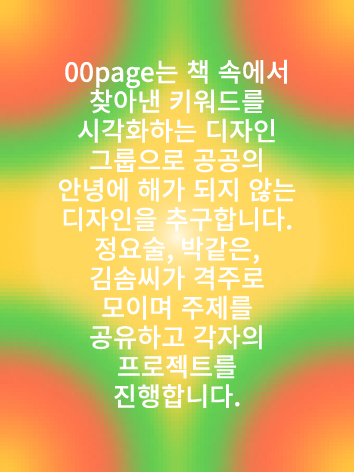 00page는 책 속에서
찾아낸 키워드를
시각화하는 디자인
그룹으로 공공의
안녕에 해가 되지 않는
디자인을 추구합니다.
정요술, 박같은,
김솜씨가 격주로
모이며 주제를
공유하고 각자의
프로젝트를
진행합니다.